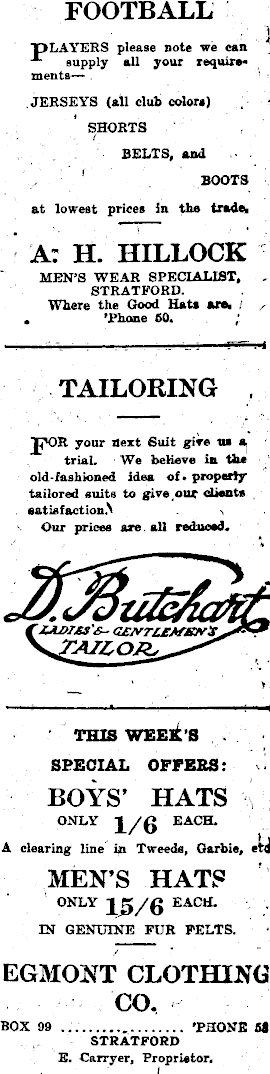 FOOTBALL
PLAYERS please note we can
supply all your require-
ments—
JERSEYS (all club colors)
SHORTS
BELTS, and
BOOTS
at lowest prices in the trade.
A. H. HILLOCK
MEN'S WEAR SPECIALIST,
STRATFORD.
Where the Good Hats are.
'Phone 50.
TAILORING
FOR your next Suit give us a
trial. We believe in the
old-fashioned idea of properly
tailored suits to give our clients
satisfaction.
Our prices are all reduced.
D. Butchart
LADIES' & GENTLEMEN'S
TAILOR
THIS WEEK'S
SPECIAL OFFERS:
BOYS' HATS
ONLY 1/6 EACH.
A clearing line in Tweeds, Garbie, etc
MEN'S HATS
ONLY 15/6 EACH.
IN GENUINE FUR FELTS.
EGMONT CLOTHING
CO.
BOX 99 ................. 'PHONE 58
STRATFORD
E. Carryer, Proprietor.